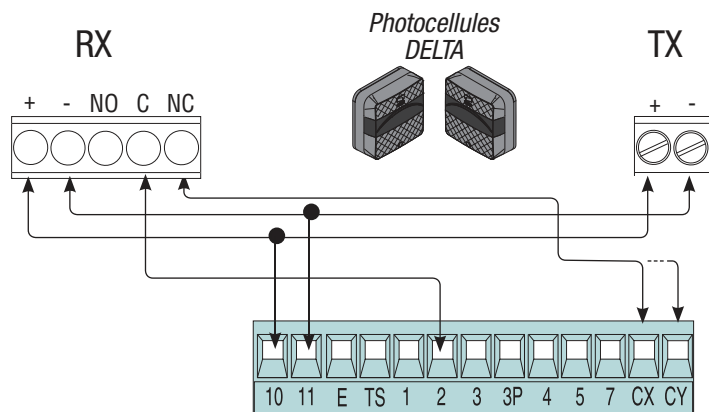 Photocellules
DELTA
RX
TX
+ - NO C NC
+ -
10 11 E TS 1 2 3 3P 4 5 7 CX CY